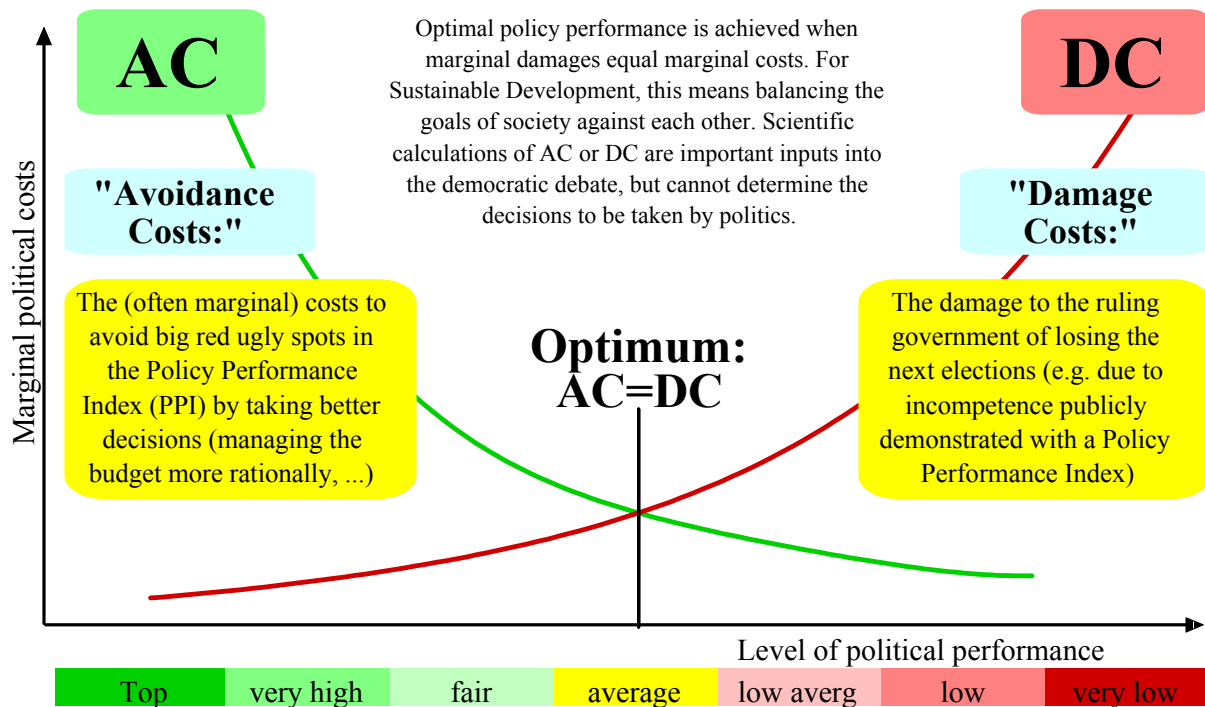 AC
Optimal policy performance is achieved when
marginal damages equal marginal costs. For
Sustainable Development, this means balancing the
goals of society against each other. Scientific
calculations of AC or DC are important inputs into
the democratic debate, but cannot determine the
decisions to be taken by politics.
DC
"Avoidance
Costs:"
"Damage
Costs:"
Marginal political costs
The (often marginal) costs to
avoid big red ugly spots in
the Policy Performance
Index (PPI) by taking better
decisions (managing the
budget more rationally, ...)
Optimum:
AC=DC
The damage to the ruling
government of losing the
next elections (e.g. due to
incompetence publicly
demonstrated with a Policy
Performance Index)
Level of political performance
Top
very high
fair
average
low averg
low
very low